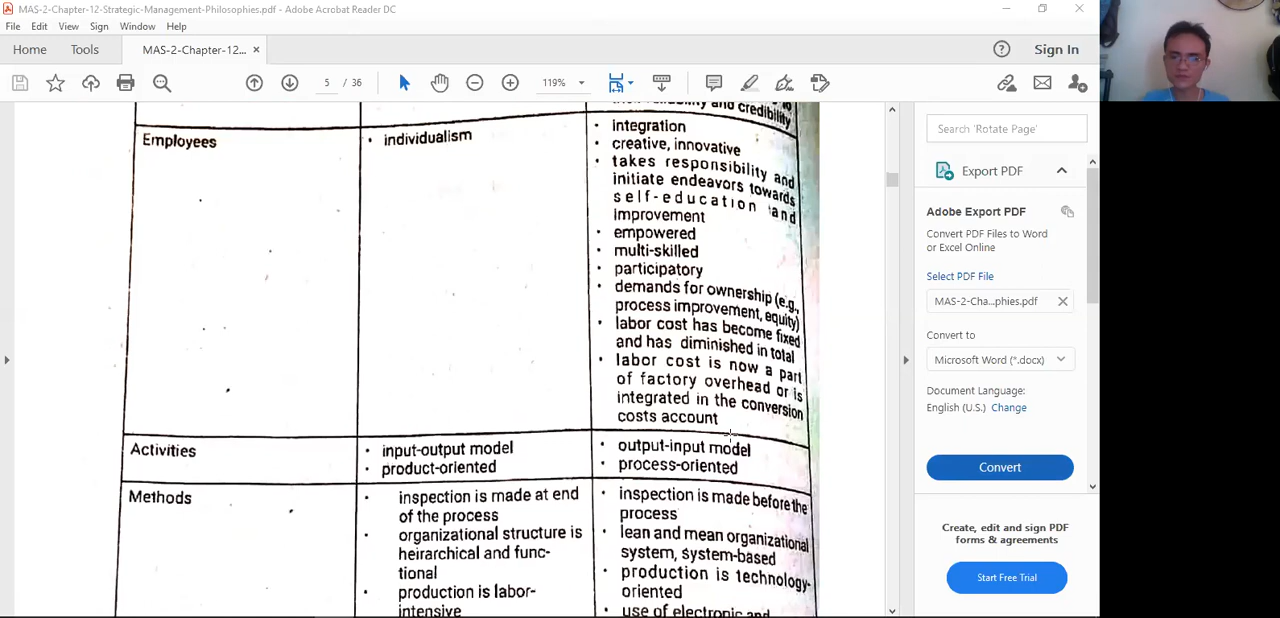 MAS-2-Chapter-12-Strategic-Management-Philosophies.pdf - Adobe Acrobat Reader DC
File Edit View Sign Window Help
Home Tools MAS-2-Chapter-12... × Sign In
5 / 36 119%
and credibility
Employees
• individualism
• integration
• creative, innovative
• takes responsibility and
initiate endeavors towards
self-education and
improvement
• empowered
• multi-skilled
• participatory
• demands for ownership (e.g.,
process improvement, equity)
• labor cost has become fixed
and has diminished in total
• labor cost is now a part
of factory overhead or is
integrated in the conversion
costs account
Activities
• input-output model
• product-oriented
• output-input model
• process-oriented
Methods
• inspection is made at end
of the process
• organizational structure is
heirarchical and func-
tional
• production is labor-
intensive
• inspection is made before the
process
• lean and mean organizational
system, system-based
• production is technology-
oriented
• use of electronic and
Search 'Rotate Page'
Export PDF
Adobe Export PDF
Convert PDF Files to Word
or Excel Online
Select PDF File
MAS-2-Cha...phies.pdf
Convert to
Microsoft Word (*.docx)
Document Language:
English (U.S.) Change
Convert
Create, edit and sign PDF
forms & agreements
Start Free Trial